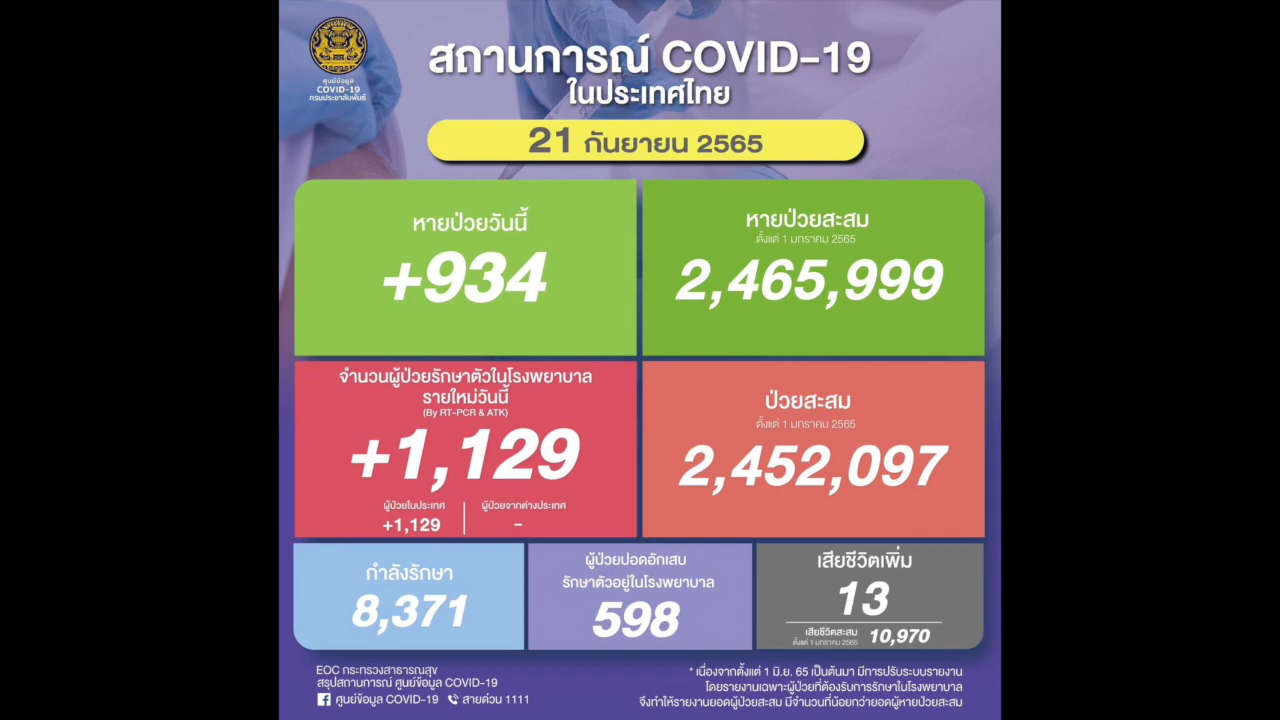 ศูนย์ข้อมูล
COVID-19
กรมประชาสัมพันธ์
สถานการณ์ COVID-19
ในประเทศไทย
21 กันยายน 2565
หายป่วยวันนี้
+934
หายป่วยสะสม
ตั้งแต่ 1 มกราคม 2565
2,465,999
จำนวนผู้ป่วยรักษาตัวในโรงพยาบาล
รายใหม่วันนี้
(By RT-PCR & ATK)
+1,129
ผู้ป่วยในประเทศ
+1,129
ผู้ป่วยจากต่างประเทศ
-
ป่วยสะสม
ตั้งแต่ 1 มกราคม 2565
2,452,097
กำลังรักษา
8,371
ผู้ป่วยปอดอักเสบ
รักษาตัวอยู่ในโรงพยาบาล
598
เสียชีวิตเพิ่ม
13
เสียชีวิตสะสม
ตั้งแต่ 1 มกราคม 2565
10,970
EOC กระทรวงสาธารณสุข
สรุปสถานการณ์ ศูนย์ข้อมูล COVID-19
ศูนย์ข้อมูล COVID-19 สายด่วน 1111
* เนื่องจากตั้งแต่ 1 มิ.ย. 65 เป็นต้นมา มีการปรับระบบรายงาน
โดยรายงานเฉพาะผู้ป่วยที่ต้องรับการรักษาในโรงพยาบาล
จึงทำให้รายงานยอดผู้ป่วยสะสม มีจำนวนที่น้อยกว่ายอดผู้หายป่วยสะสม